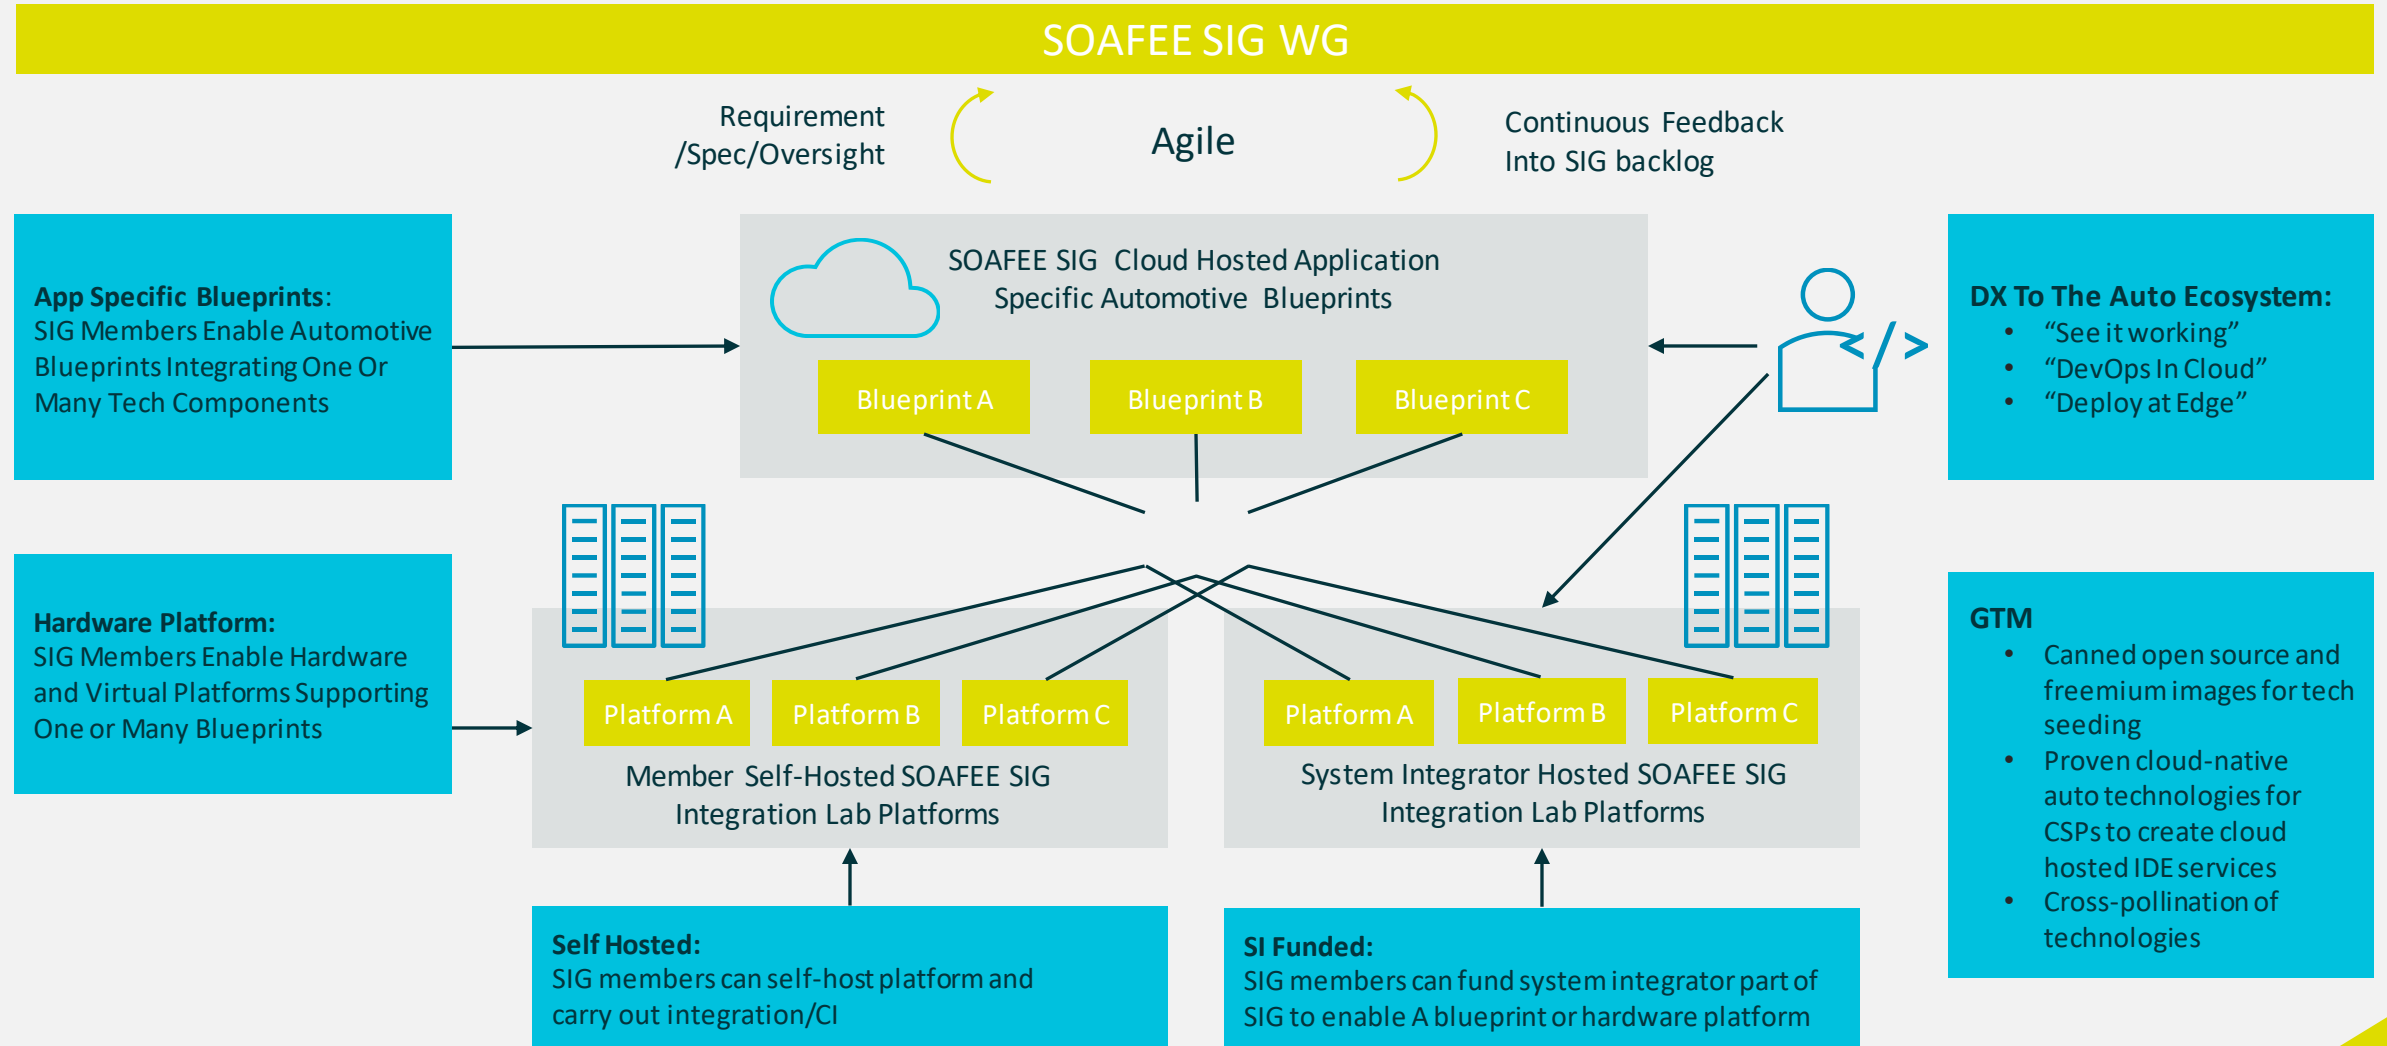 SOAFEE SIG WG
Requirement
/Spec/Oversight
Agile
Continuous Feedback
Into SIG backlog
App Specific Blueprints:
SIG Members Enable Automotive
Blueprints Integrating One Or
Many Tech Components
SOAFEE SIG Cloud Hosted Application
Specific Automotive Blueprints
Blueprint A
Blueprint B
Blueprint C
</>
DX To The Auto Ecosystem:
• “See it working”
• “DevOps In Cloud”
• “Deploy at Edge”
Hardware Platform:
SIG Members Enable Hardware
and Virtual Platforms Supporting
One or Many Blueprints
Platform A
Platform B
Platform C
Member Self-Hosted SOAFEE SIG
Integration Lab Platforms
Platform A
Platform B
Platform C
System Integrator Hosted SOAFEE SIG
Integration Lab Platforms
GTM
• Canned open source and
freemium images for tech
seeding
• Proven cloud-native
auto technologies for
CSPs to create cloud
hosted IDE services
• Cross-pollination of
technologies
Self Hosted:
SIG members can self-host platform and
carry out integration/CI
SI Funded:
SIG members can fund system integrator part of
SIG to enable A blueprint or hardware platform